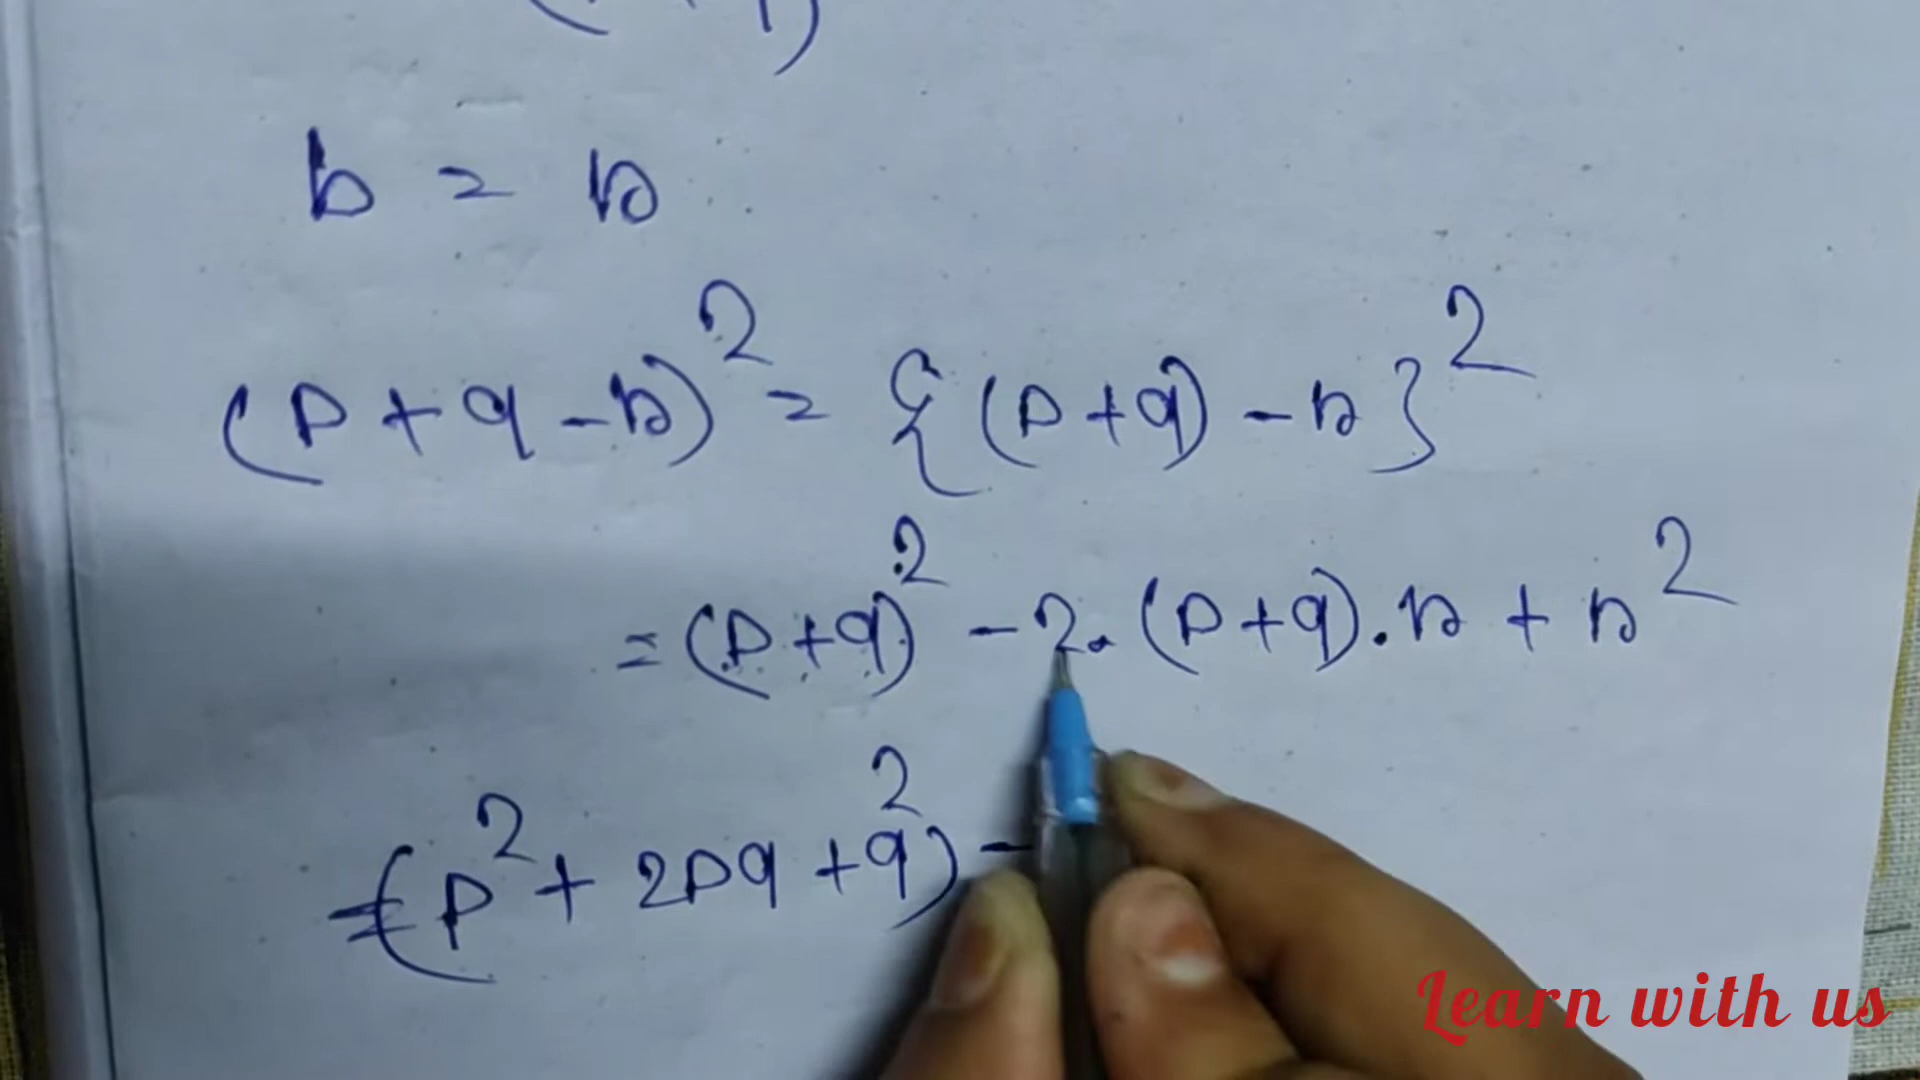 b = r
(p + q - r)² = {(p + q) - r}²
= (p + q)² - 2. (p + q). r + r²
= (p² + 2pq + q²) -
Learn with us